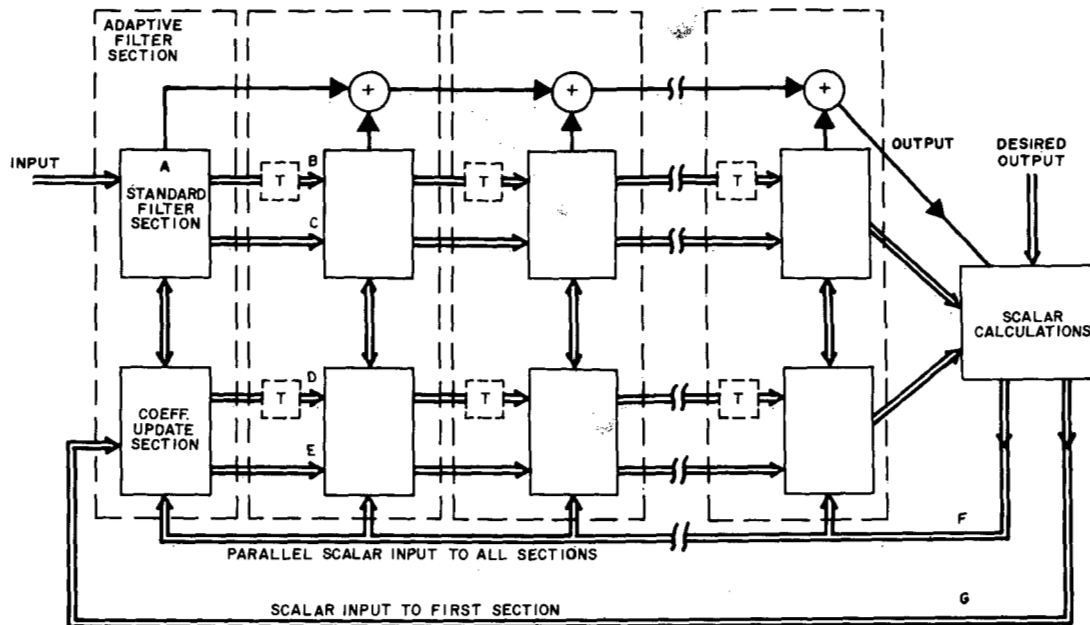 ADAPTIVE
FILTER
SECTION
INPUT
A
STANDARD
FILTER
SECTION
T
B
C
T
T
OUTPUT
DESIRED
OUTPUT
+
+
+
SCALAR
CALCULATIONS
COEFF.
UPDATE
SECTION
T
D
E
T
T
F
PARALLEL SCALAR INPUT TO ALL SECTIONS
G
SCALAR INPUT TO FIRST SECTION